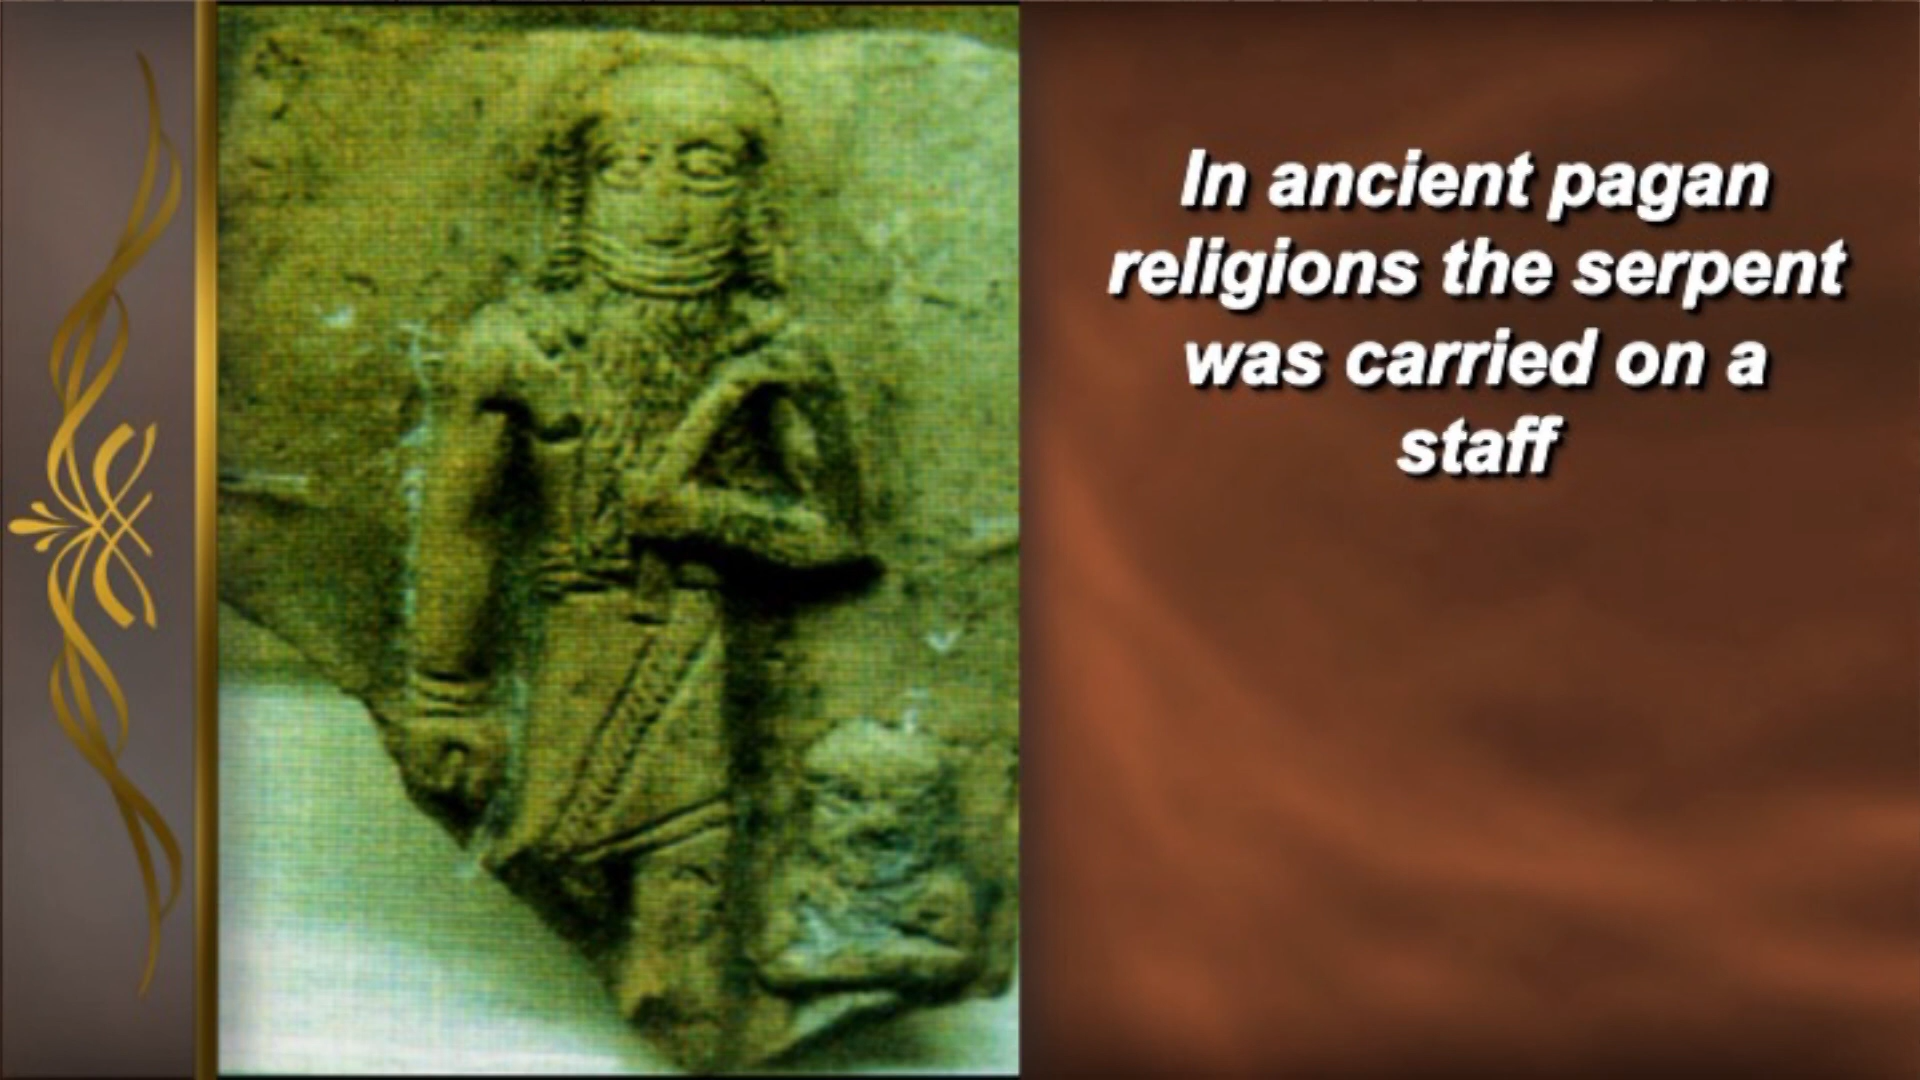 In ancient pagan
religions the serpent
was carried on a
staff